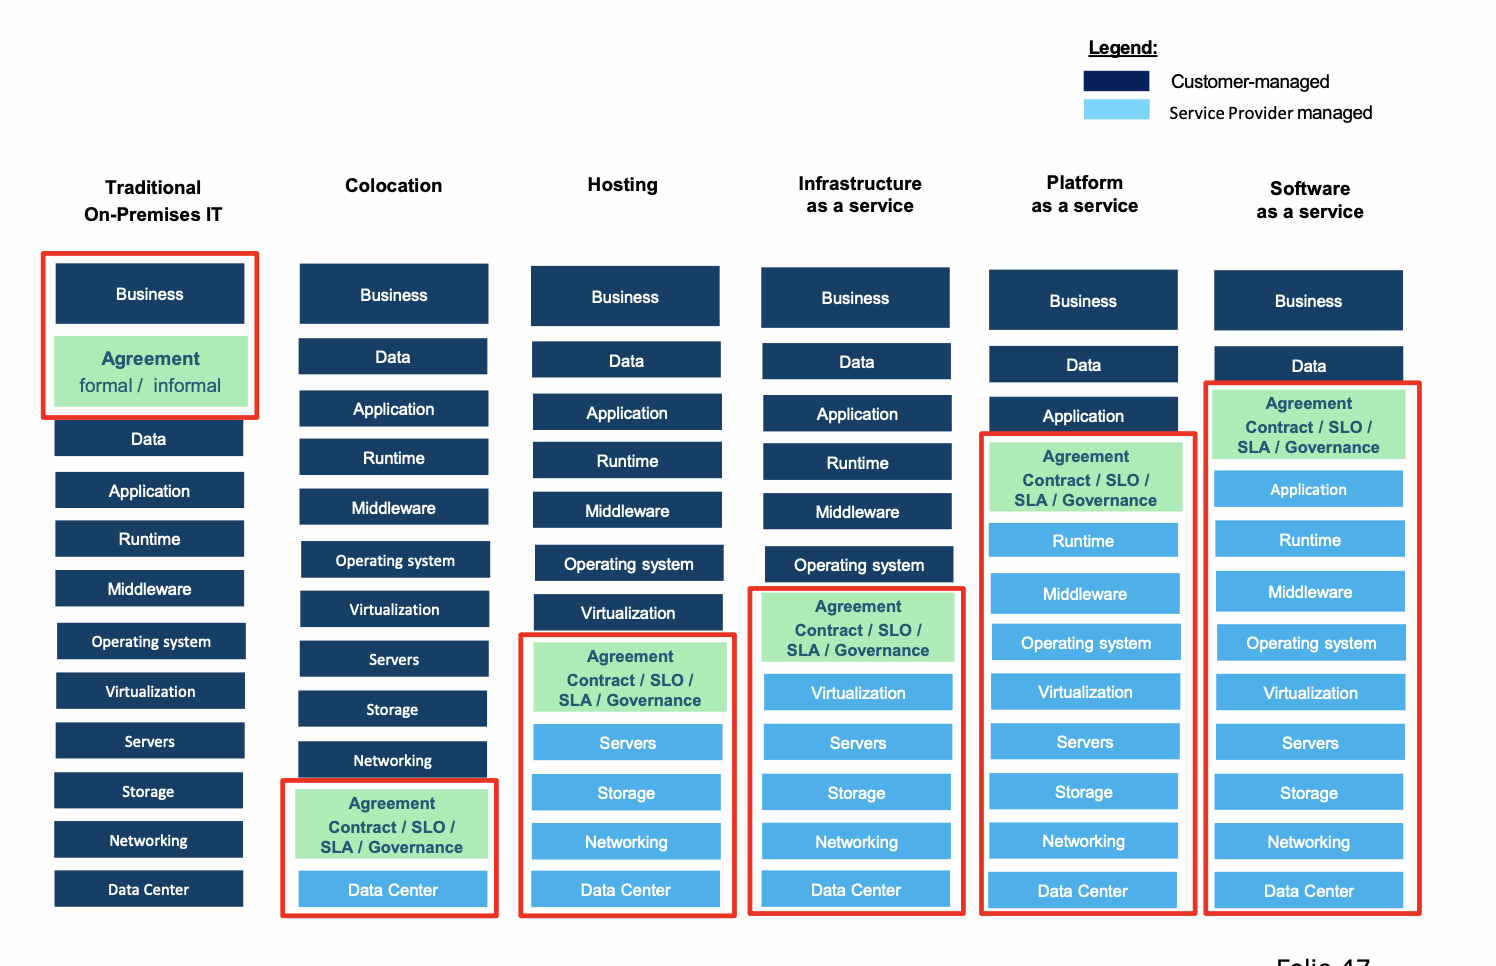 Legend:
Customer-managed
Service Provider managed
Traditional
On-Premises IT
Business
Agreement
formal / informal
Data
Application
Runtime
Middleware
Operating system
Virtualization
Servers
Storage
Networking
Data Center
Colocation
Business
Data
Application
Runtime
Middleware
Operating system
Virtualization
Servers
Storage
Networking
Agreement
Contract / SLO /
SLA / Governance
Data Center
Hosting
Business
Data
Application
Runtime
Middleware
Operating system
Virtualization
Agreement
Contract / SLO /
SLA / Governance
Servers
Storage
Networking
Data Center
Infrastructure
as a service
Business
Data
Application
Runtime
Middleware
Operating system
Agreement
Contract / SLO /
SLA / Governance
Virtualization
Servers
Storage
Networking
Data Center
Platform
as a service
Business
Data
Application
Agreement
Contract / SLO /
SLA / Governance
Runtime
Middleware
Operating system
Virtualization
Servers
Storage
Networking
Data Center
Software
as a service
Business
Data
Agreement
Contract / SLO /
SLA / Governance
Application
Runtime
Middleware
Operating system
Virtualization
Servers
Storage
Networking
Data Center